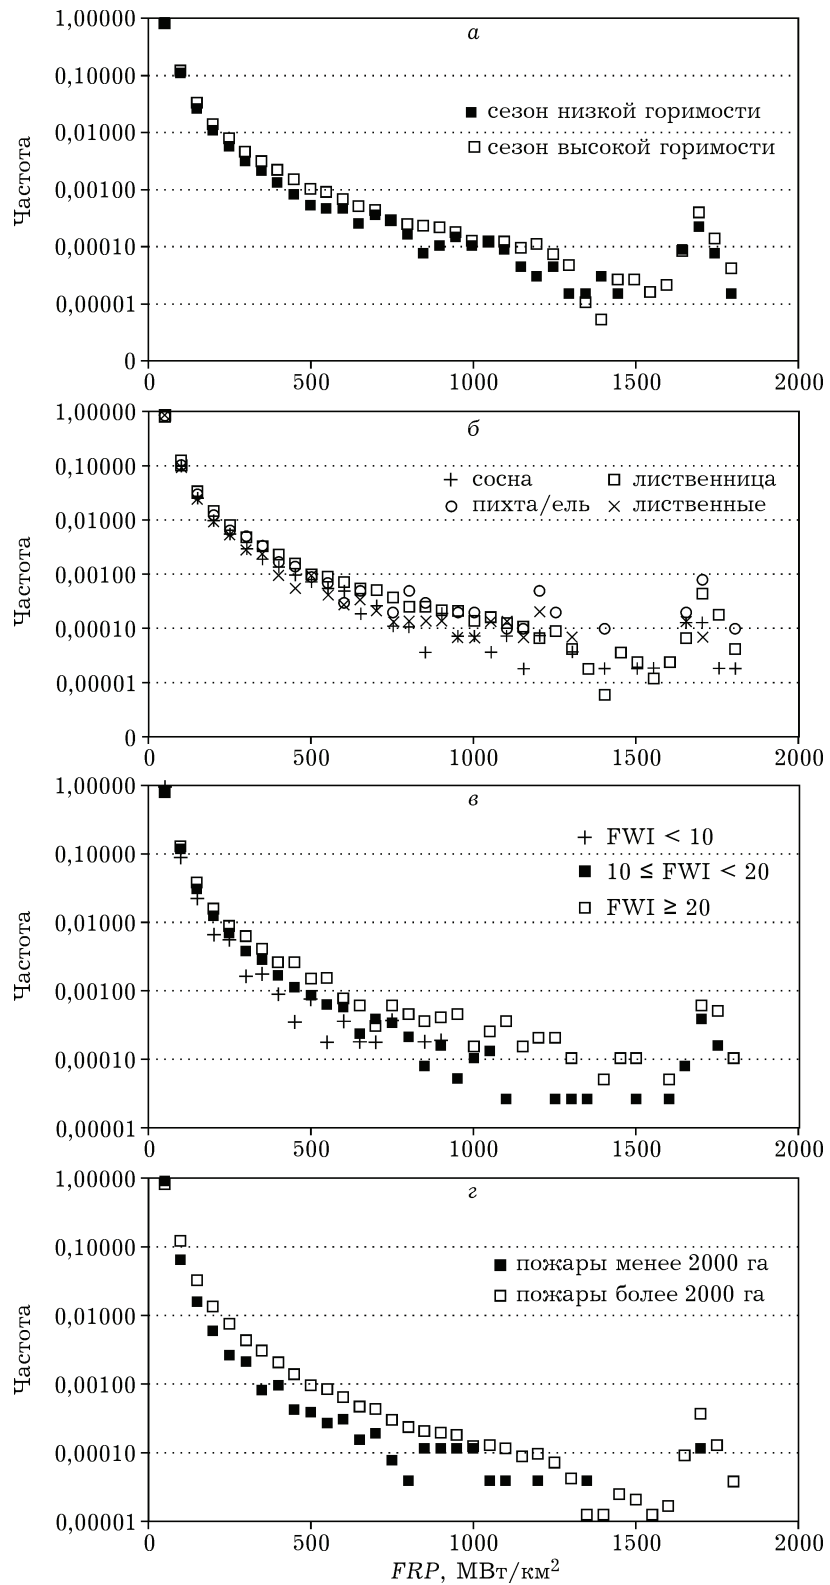 1,00000
а
0,10000
■ сезон низкой горимости
0,01000
□ сезон высокой горимости
Частота
0,00100
0,00010
0,00001
0
0 500 1000 1500 2000
1,00000
б
0,10000
+ сосна □ лиственница
○ пихта/ель × лиственные
0,01000
Частота
0,00100
0,00010
0,00001
0
0 500 1000 1500 2000
1,00000
в
+ FWI < 10
0,10000
■ 10 ≤ FWI < 20
□ FWI ≥ 20
0,01000
Частота
0,00100
0,00010
0,00001
0 500 1000 1500 2000
1,00000
г
0,10000
■ пожары менее 2000 га
□ пожары более 2000 га
0,01000
Частота
0,00100
0,00010
0,00001
0 500 1000 1500 2000
FRP, МВт/км²